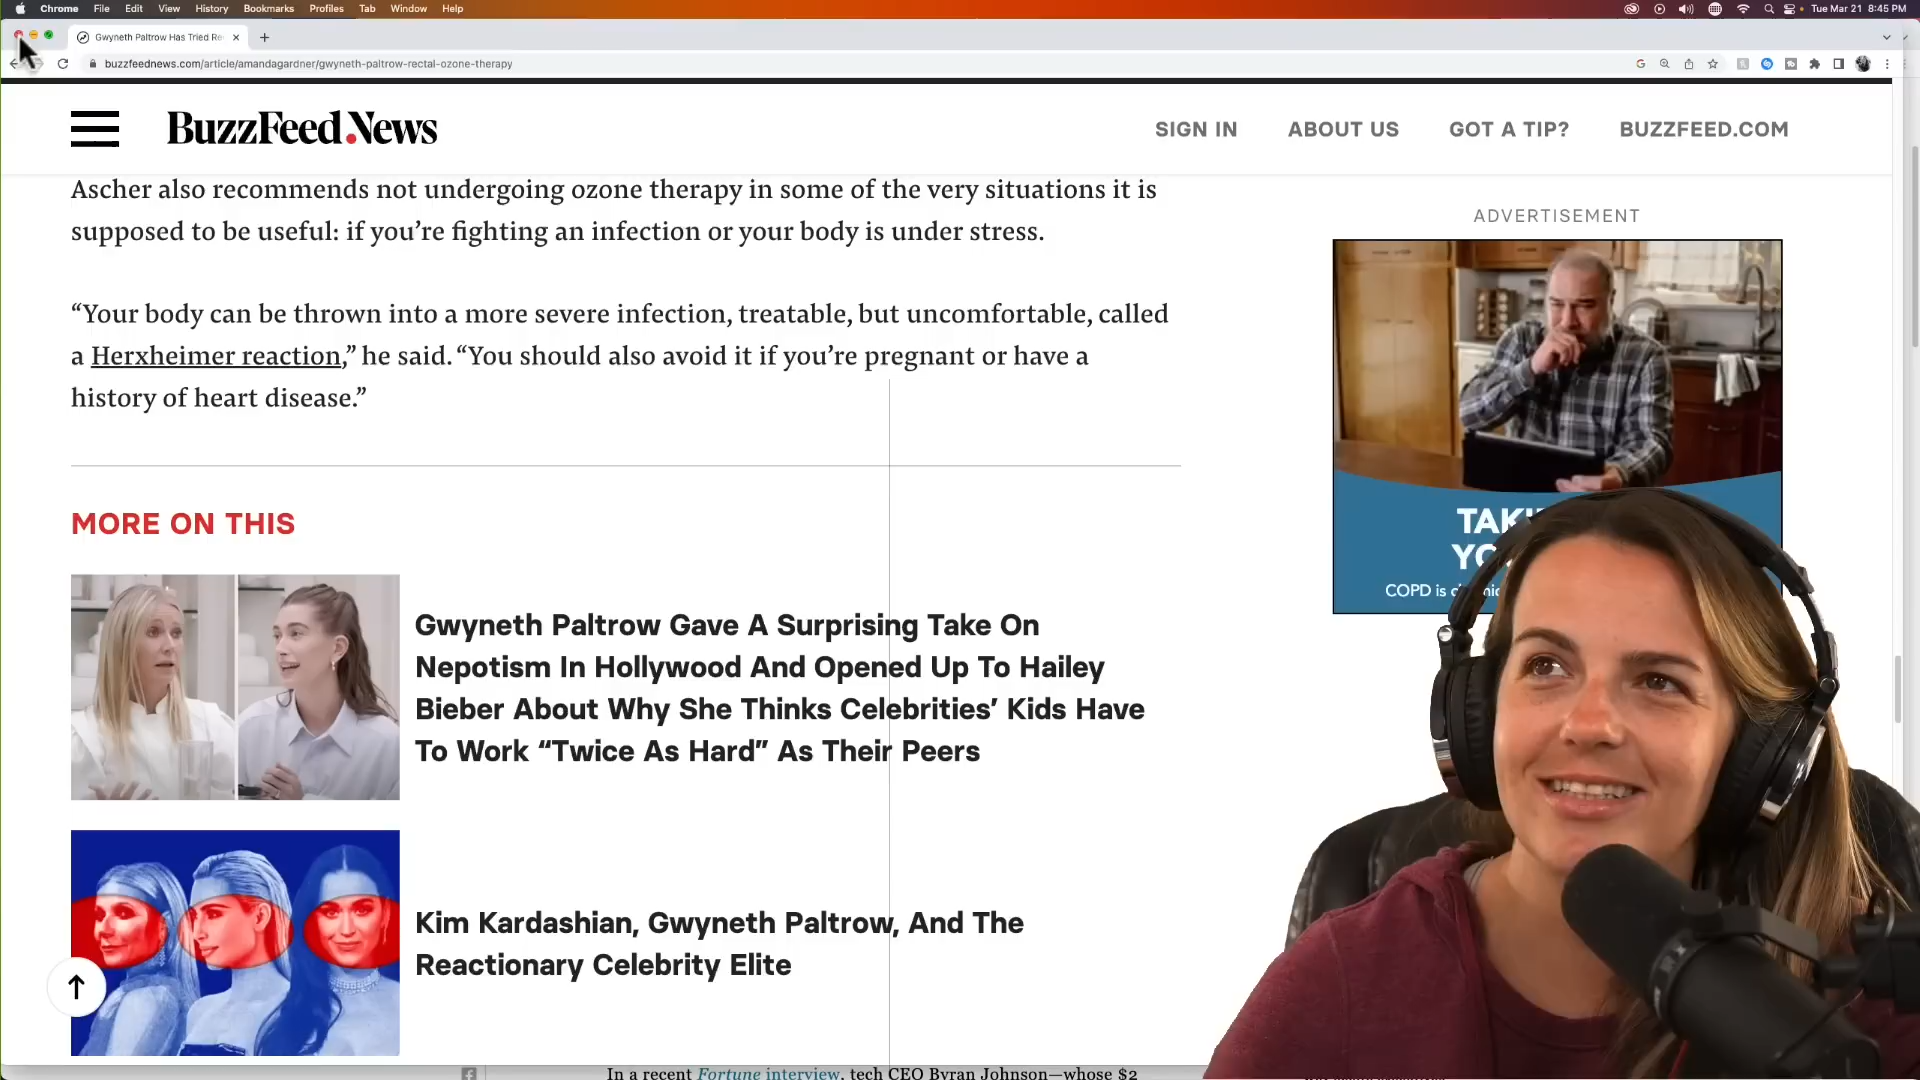 Chrome File Edit View History Bookmarks Profiles Tab Window Help
Tue Mar 21 8:45 PM
Gwyneth Paltrow Has Tried Re
buzzfeednews.com/article/amandagardner/gwyneth-paltrow-rectal-ozone-therapy
BuzzFeed News
SIGN IN
ABOUT US
GOT A TIP?
BUZZFEED.COM
Ascher also recommends not undergoing ozone therapy in some of the very situations it is
supposed to be useful: if you’re fighting an infection or your body is under stress.
“Your body can be thrown into a more severe infection, treatable, but uncomfortable, called
a Herxheimer reaction,” he said. “You should also avoid it if you’re pregnant or have a
history of heart disease.”
ADVERTISEMENT
COPD is
MORE ON THIS
Gwyneth Paltrow Gave A Surprising Take On
Nepotism In Hollywood And Opened Up To Hailey
Bieber About Why She Thinks Celebrities’ Kids Have
To Work “Twice As Hard” As Their Peers
Kim Kardashian, Gwyneth Paltrow, And The
Reactionary Celebrity Elite
In a recent Fortune interview, tech CEO Byran Johnson—whose $2